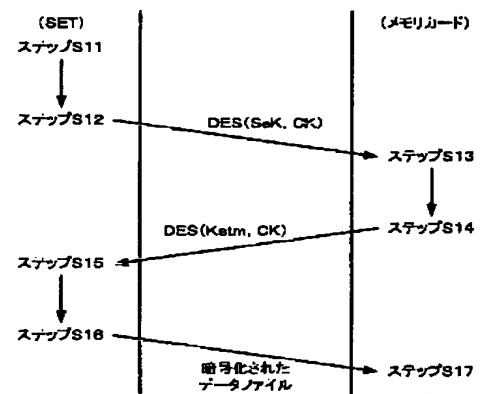 (SET)
(メモリカード)
ステップS11
ステップS12
DES(SeK, CK)
ステップS13
DES(Kstm, CK)
ステップS14
ステップS15
ステップS16
暗号化された
データファイル
ステップS17